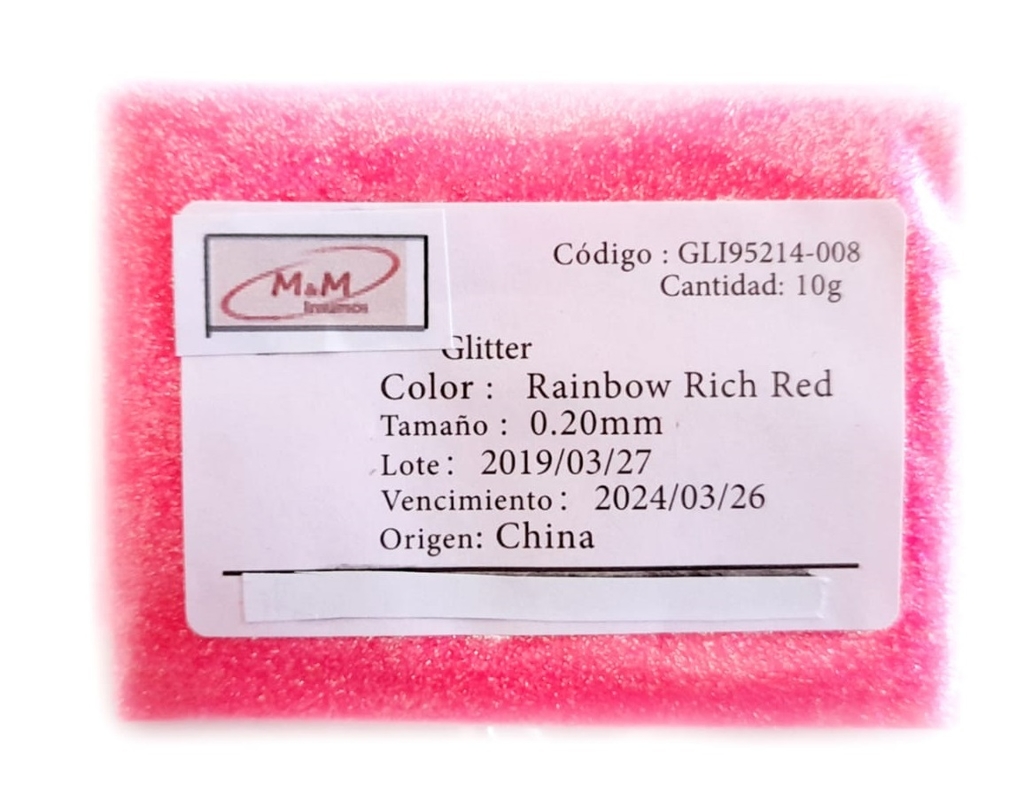 M&M
Insumos
Código : GLI95214-008
Cantidad: 10g
Glitter
Color : Rainbow Rich Red
Tamaño : 0.20mm
Lote : 2019/03/27
Vencimiento : 2024/03/26
Origen: China